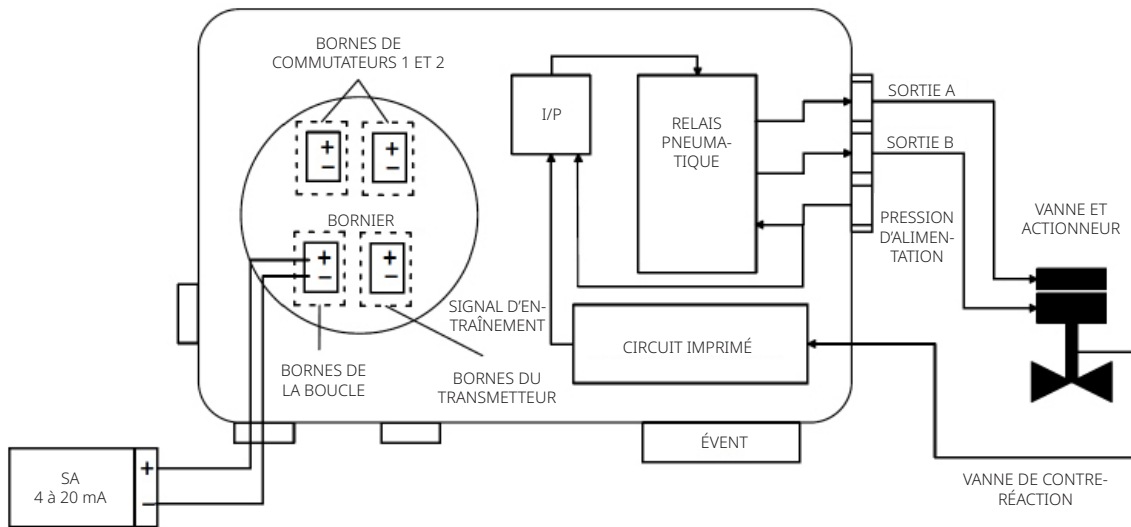 BORNES DE
COMMUTATEURS 1 ET 2
+
−
+
−
BORNIER
+
−
+
−
BORNES DE
LA BOUCLE
BORNES DU
TRANSMETTEUR
SIGNAL D'EN-
TRAÎNEMENT
I/P
RELAIS
PNEUMA-
TIQUE
SORTIE A
SORTIE B
PRESSION
D'ALIMEN-
TATION
VANNE ET
ACTIONNEUR
CIRCUIT IMPRIMÉ
ÉVENT
VANNE DE CONTRE-
RÉACTION
SA
4 à 20 mA
+
−